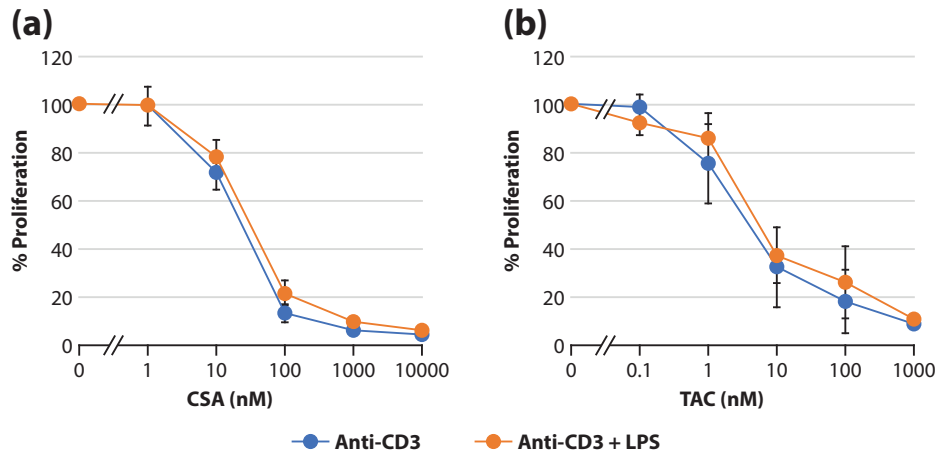 (a)
% Proliferation
120
100
80
60
40
20
0
0 1 10 100 1000 10000
CSA (nM)
(b)
% Proliferation
120
100
80
60
40
20
0
0 0.1 1 10 100 1000
TAC (nM)
Anti-CD3 Anti-CD3 + LPS